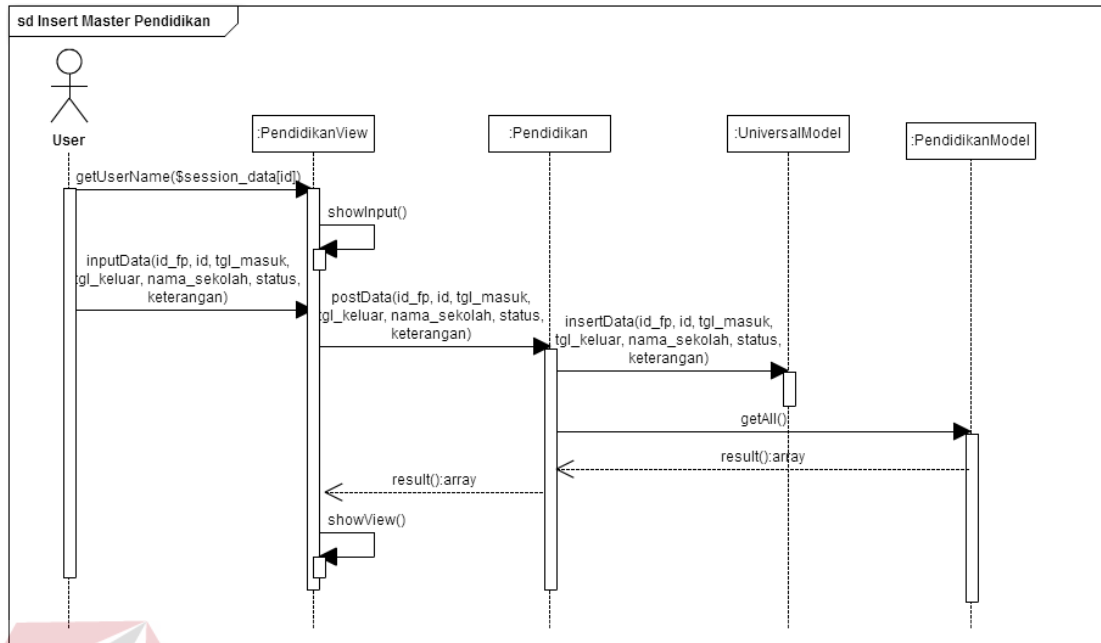 sd Insert Master Pendidikan
User
:PendidikanView
:Pendidikan
:UniversalModel
:PendidikanModel
getUserName($session_data[id])
showInput()
inputData(id_fp, id, tgl_masuk,
tgl_keluar, nama_sekolah, status,
keterangan)
postData(id_fp, id, tgl_masuk,
tgl_keluar, nama_sekolah, status,
keterangan)
insertData(id_fp, id, tgl_masuk,
tgl_keluar, nama_sekolah, status,
keterangan)
getAll()
result():array
result():array
showView()